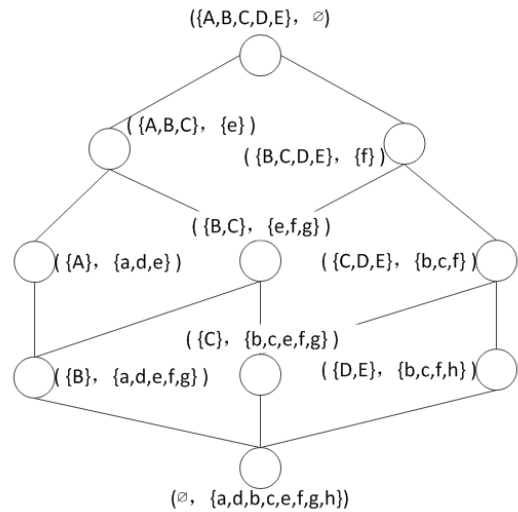 ({A,B,C,D,E}, ∅)
({A,B,C}, {e})
({B,C,D,E}, {f})
({B,C}, {e,f,g})
({A}, {a,d,e})
({C,D,E}, {b,c,f})
({C}, {b,c,e,f,g})
({B}, {a,d,e,f,g})
({D,E}, {b,c,f,h})
(∅, {a,d,b,c,e,f,g,h})